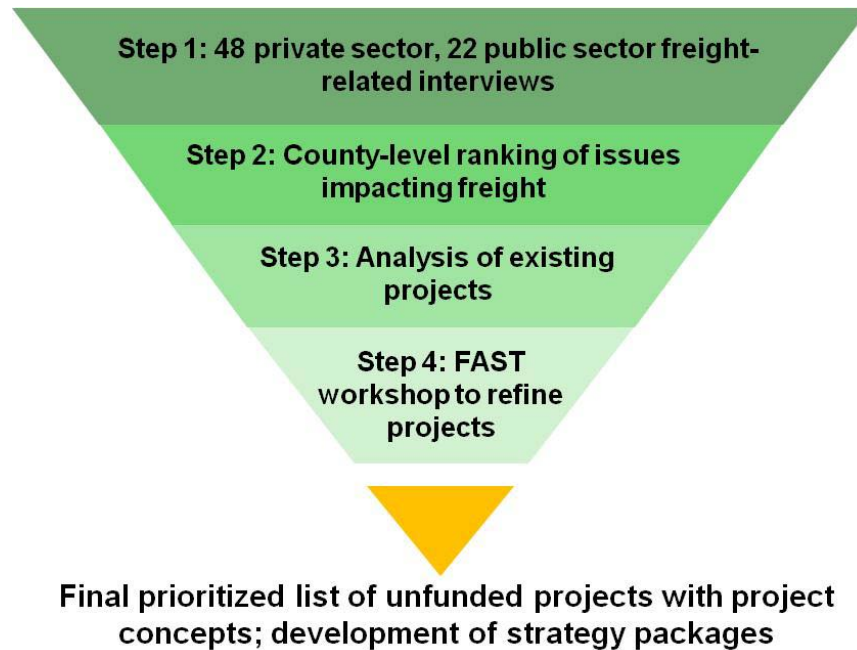 Step 1: 48 private sector, 22 public sector freight-
related interviews
Step 2: County-level ranking of issues
impacting freight
Step 3: Analysis of existing
projects
Step 4: FAST
workshop to refine
projects
Final prioritized list of unfunded projects with project
concepts; development of strategy packages